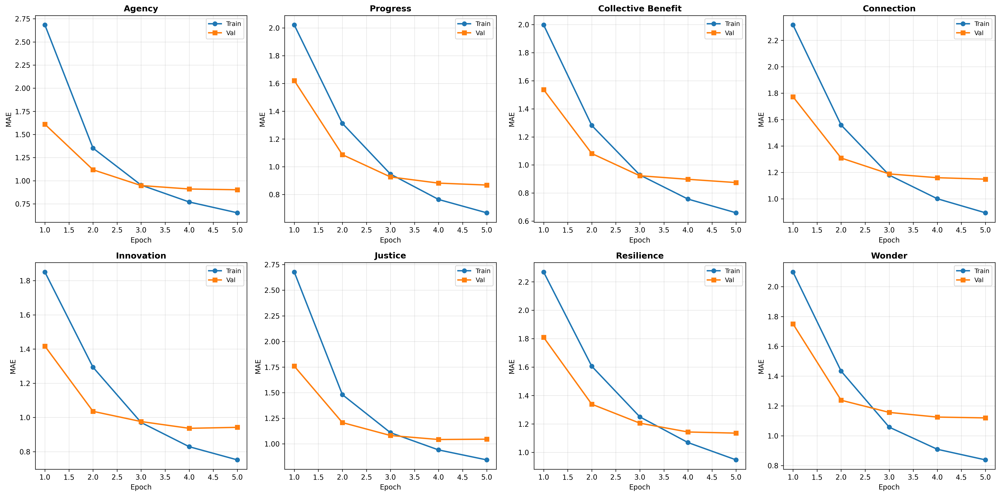 Agency
2.75
2.50
2.25
2.00
1.75
1.50
1.25
1.00
0.75
MAE
Train
Val
1.0 1.5 2.0 2.5 3.0 3.5 4.0 4.5 5.0
Epoch
Progress
2.0
1.8
1.6
1.4
1.2
1.0
0.8
MAE
Train
Val
1.0 1.5 2.0 2.5 3.0 3.5 4.0 4.5 5.0
Epoch
Collective Benefit
2.0
1.8
1.6
1.4
1.2
1.0
0.8
0.6
MAE
Train
Val
1.0 1.5 2.0 2.5 3.0 3.5 4.0 4.5 5.0
Epoch
Connection
2.2
2.0
1.8
1.6
1.4
1.2
1.0
MAE
Train
Val
1.0 1.5 2.0 2.5 3.0 3.5 4.0 4.5 5.0
Epoch
Innovation
1.8
1.6
1.4
1.2
1.0
0.8
MAE
Train
Val
1.0 1.5 2.0 2.5 3.0 3.5 4.0 4.5 5.0
Epoch
Justice
2.75
2.50
2.25
2.00
1.75
1.50
1.25
1.00
MAE
Train
Val
1.0 1.5 2.0 2.5 3.0 3.5 4.0 4.5 5.0
Epoch
Resilience
2.2
2.0
1.8
1.6
1.4
1.2
1.0
MAE
Train
Val
1.0 1.5 2.0 2.5 3.0 3.5 4.0 4.5 5.0
Epoch
Wonder
2.0
1.8
1.6
1.4
1.2
1.0
0.8
MAE
Train
Val
1.0 1.5 2.0 2.5 3.0 3.5 4.0 4.5 5.0
Epoch